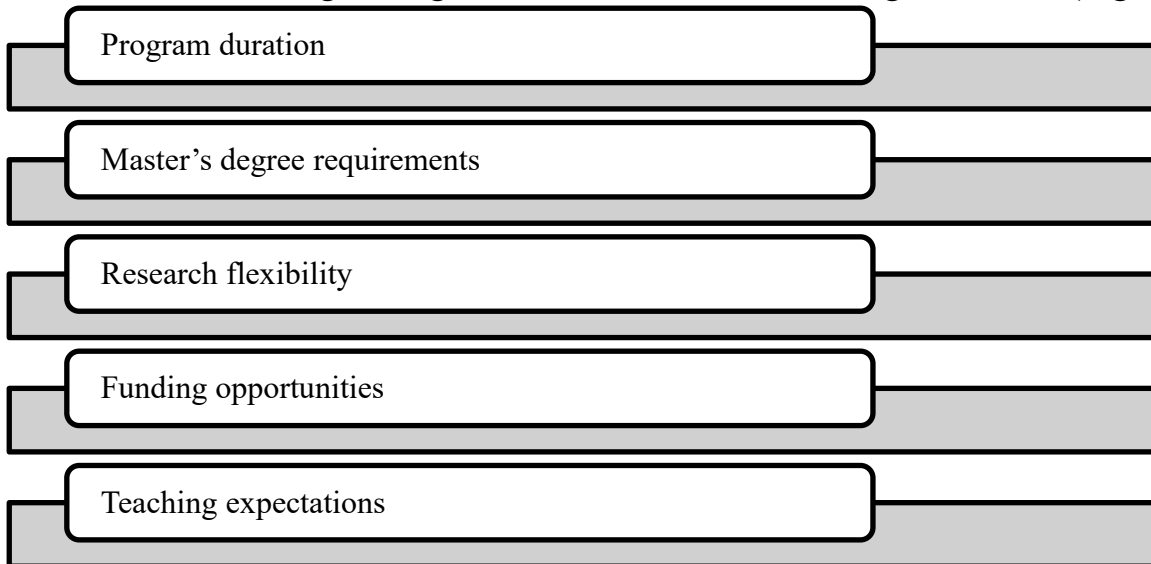 Program duration
Master’s degree requirements
Research flexibility
Funding opportunities
Teaching expectations